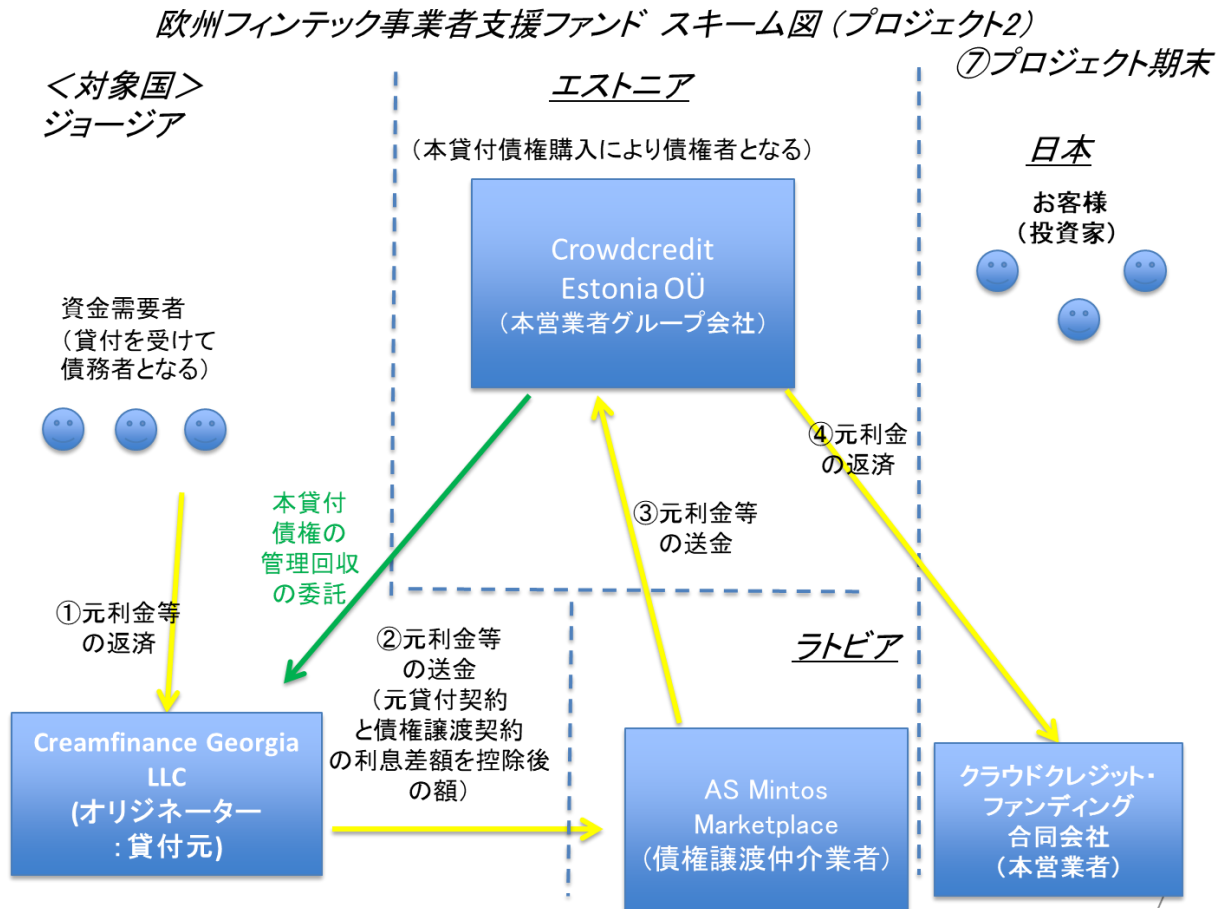 欧州フィンテック事業者支援ファンド スキーム図（プロジェクト2）
⑦プロジェクト期末
＜対象国＞
ジョージア
エストニア
（本貸付債権購入により債権者となる）
日本
お客様
（投資家）
Crowdcredit
Estonia OÜ
（本営業者グループ会社）
資金需要者
（貸付を受けて
債務者となる）
④元利金
の返済
本貸付
債権の
管理回収
の委託
③元利金等
の送金
①元利金等
の返済
②元利金等
の送金
（元貸付契約
と債権譲渡契約
の利息差額を控除後
の額）
ラトビア
Creamfinance Georgia
LLC
(オリジネーター
：貸付元)
AS Mintos
Marketplace
（債権譲渡仲介業者）
クラウドクレジット・
ファンディング
合同会社
（本営業者）